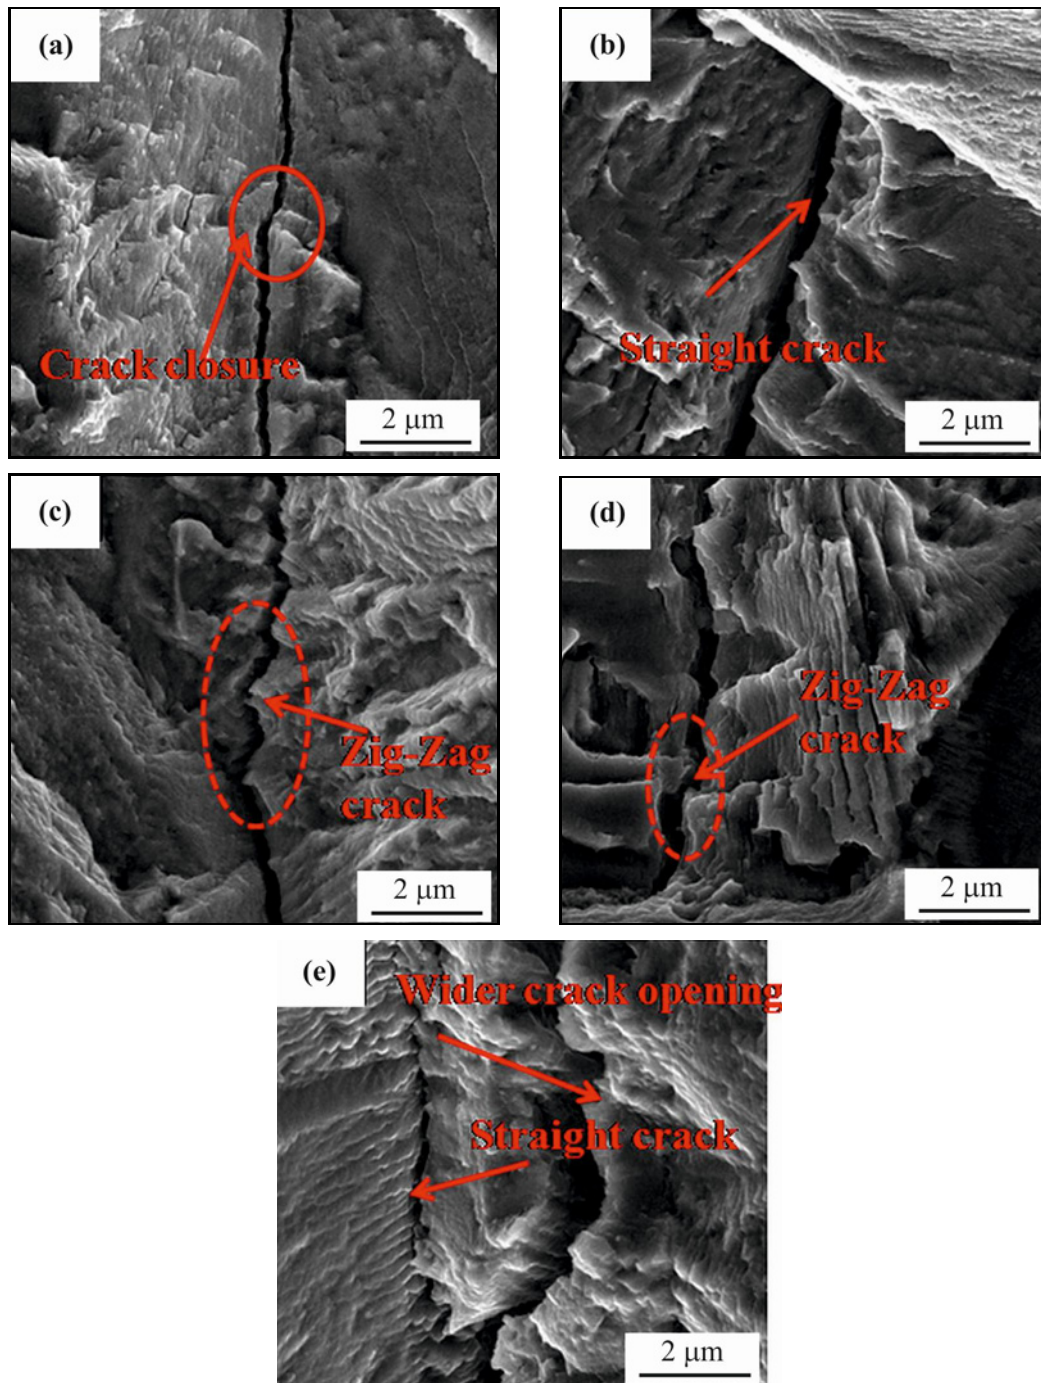 (a)
Crack closure
2 μm
(b)
Straight crack
2 μm
(c)
Zig-Zag
crack
2 μm
(d)
Zig-Zag
crack
2 μm
(e)
Wider crack opening
Straight crack
2 μm